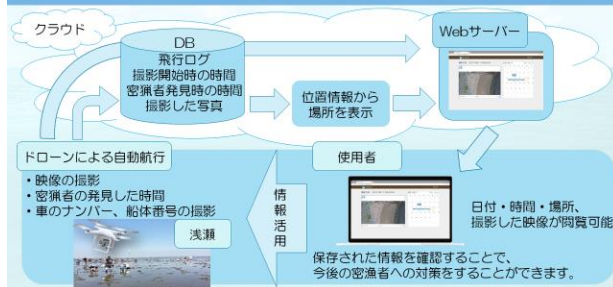 クラウド
DB
飛行ログ
撮影開始時の時間
密猟者発見時の時間
撮影した写真
位置情報から
場所を表示
Webサーバー
ドローンによる自動航行
・映像の撮影
・密猟者の発見した時間
・車のナンバー、船体番号の撮影
浅瀬
情報活用
使用者
日付・時間・場所、
撮影した映像が閲覧可能
保存された情報を確認することで、
今後の密漁者への対策をすることができます。